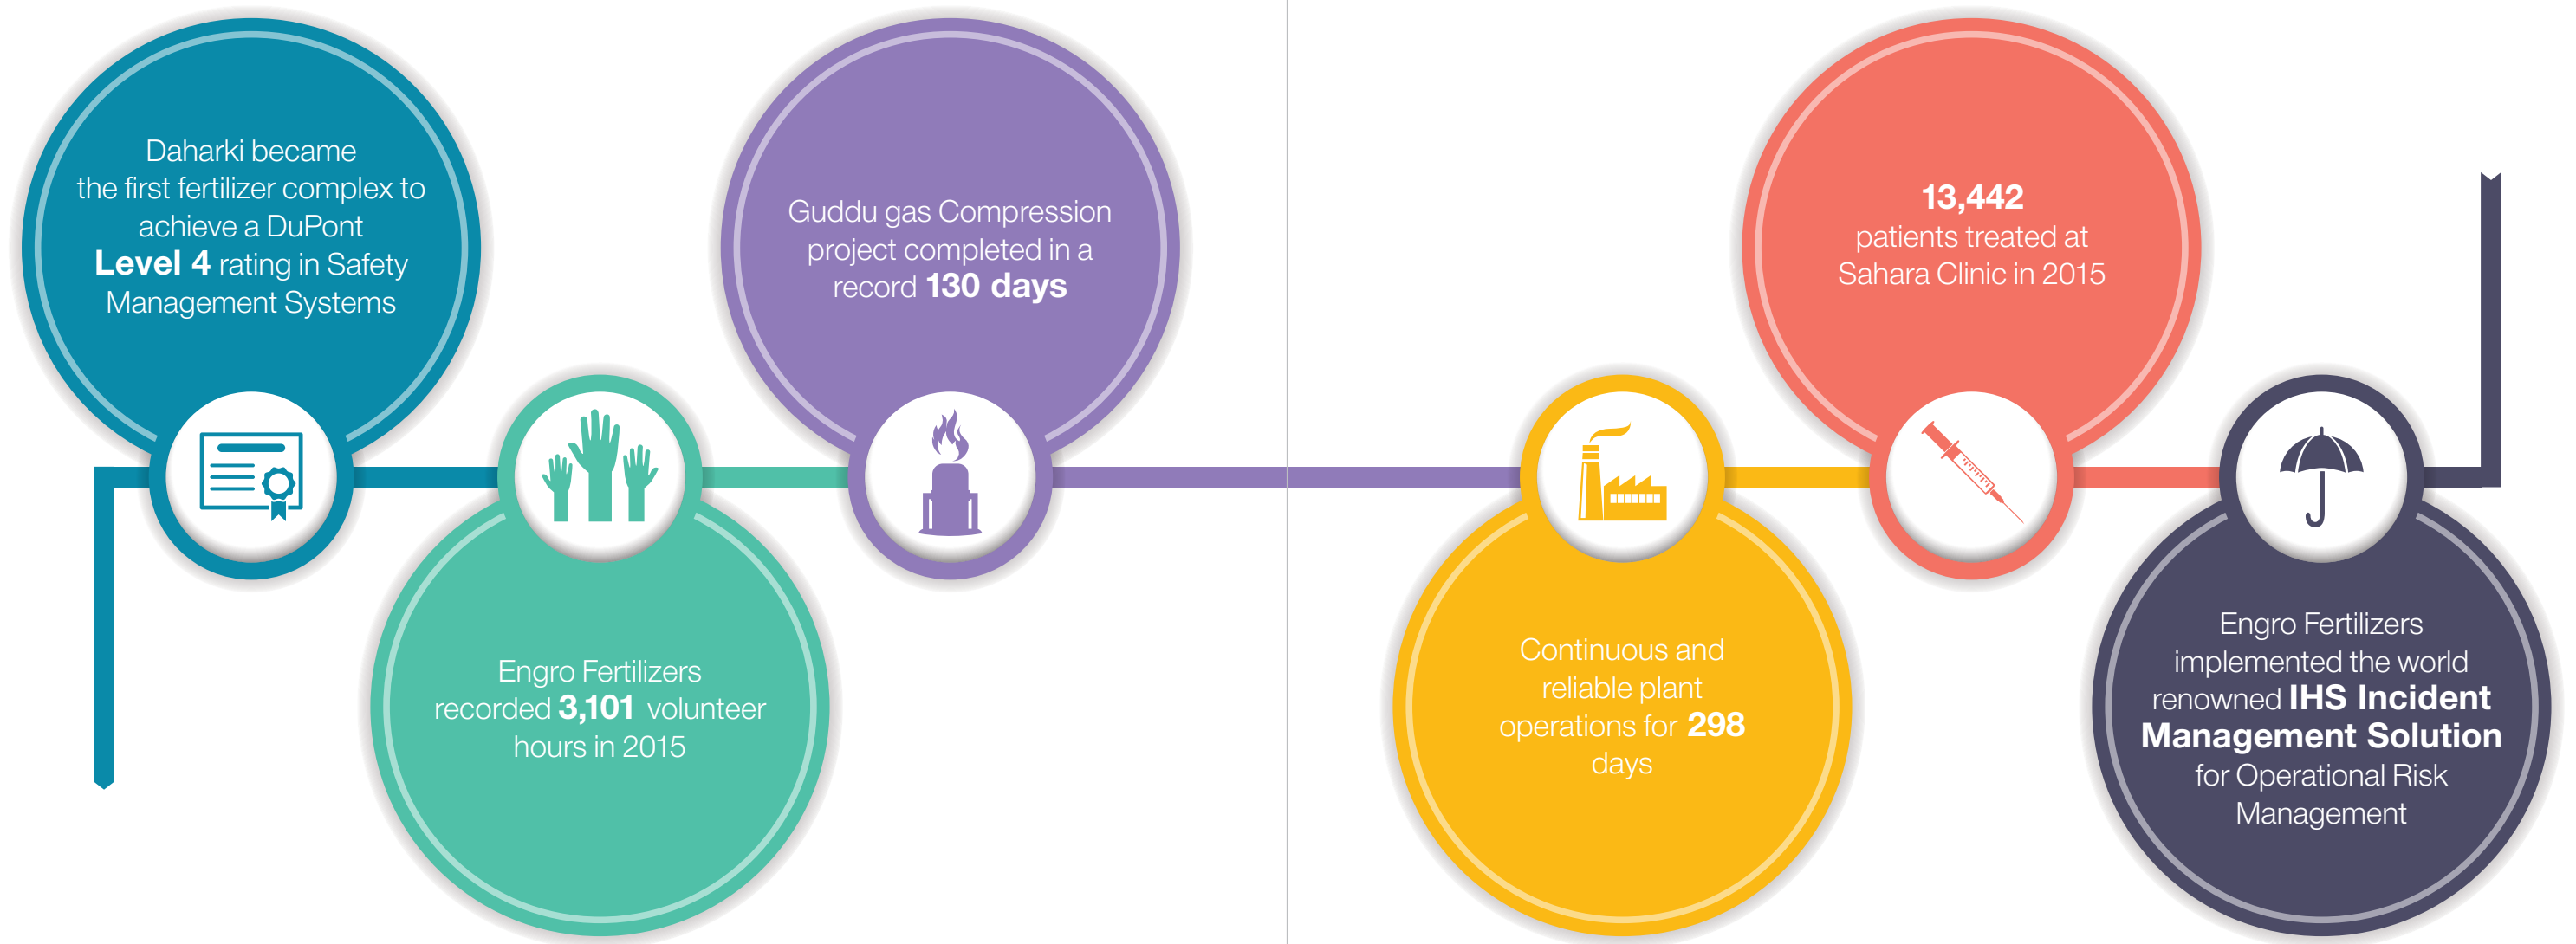 Daharki became
the first fertilizer complex to
achieve a DuPont
Level 4 rating in Safety
Management Systems
Engro Fertilizers
recorded 3,101 volunteer
hours in 2015
Guddu gas Compression
project completed in a
record 130 days
Continuous and
reliable plant
operations for 298
days
13,442
patients treated at
Sahara Clinic in 2015
Engro Fertilizers
implemented the world
renowned IHS Incident
Management Solution
for Operational Risk
Management